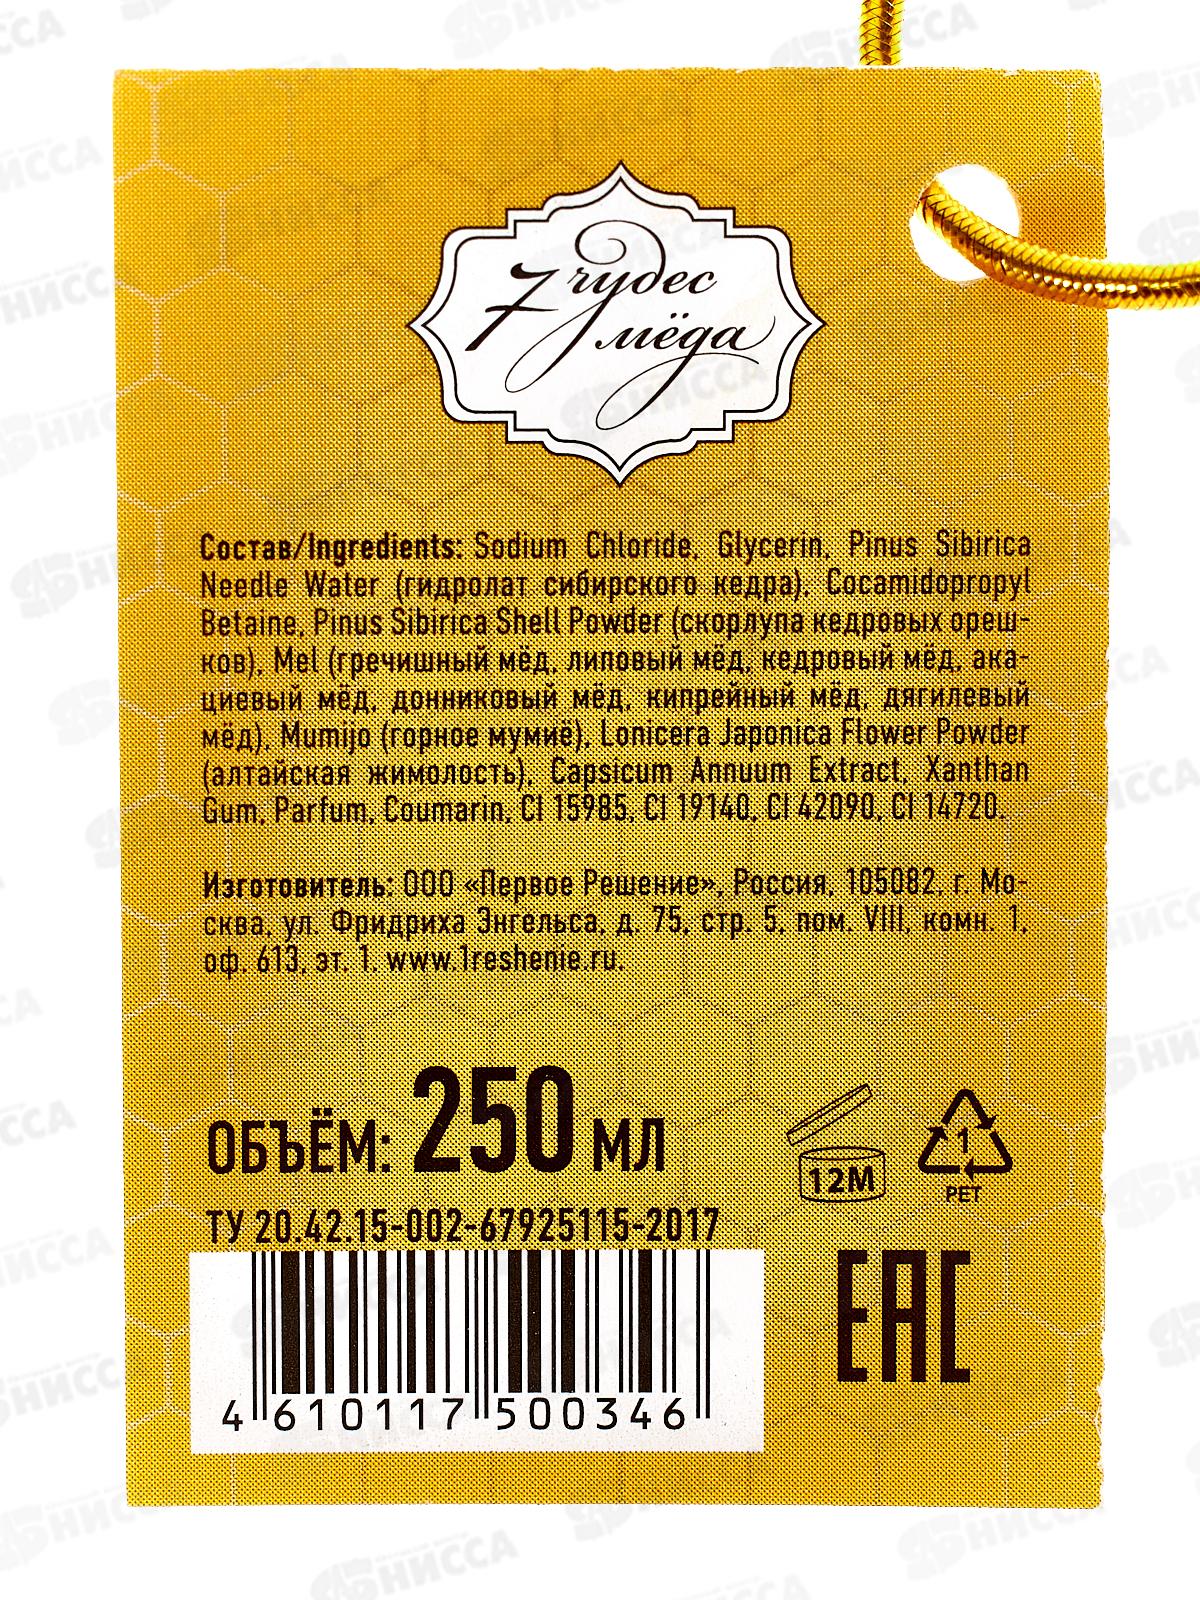 7 чудес
мёда
Состав/Ingredients: Sodium Chloride, Glycerin, Pinus Sibirica
Needle Water (гидролат сибирского кедра), Cocamidopropyl
Betaine, Pinus Sibirica Shell Powder (скорлупа кедровых ореш-
ков), Mel (гречишный мёд, липовый мёд, кедровый мёд, ака-
циевый мёд, донниковый мёд, кипрейный мёд, дягилевый
мёд), Mumijo (горное мумиё), Lonicera Japonica Flower Powder
(алтайская жимолость), Capsicum Annuum Extract, Xanthan
Gum, Parfum, Coumarin, CI 15985, CI 19140, CI 42090, CI 14720.
Изготовитель: ООО «Первое Решение», Россия, 105082, г. Мо-
сква, ул. Фридриха Энгельса, д. 75, стр. 5, пом. VIII, комн. 1,
оф. 613, эт. 1. www.1reshenie.ru.
ОБЪЁМ: 250 МЛ
12M
1
PET
ТУ 20.42.15-002-67925115-2017
EAC
4 610117 500346